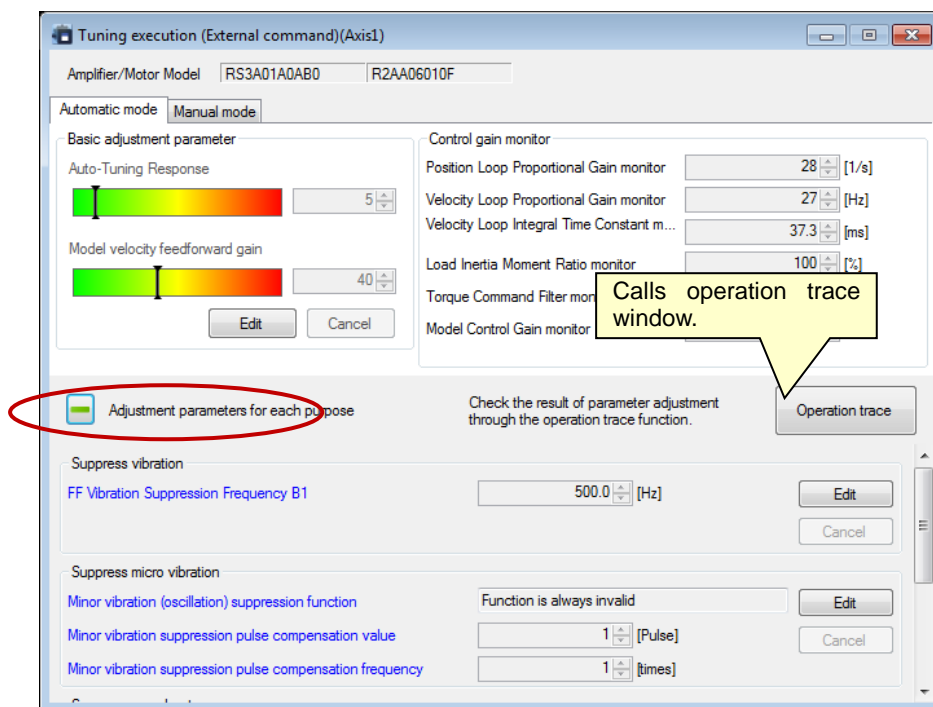 Tuning execution (External command)(Axis1)
Amplifier/Motor Model RS3A01A0AB0 R2AA06010F
Automatic mode Manual mode
Basic adjustment parameter
Auto-Tuning Response
5
Model velocity feedforward gain
40
Edit Cancel
Control gain monitor
Position Loop Proportional Gain monitor 28 [1/s]
Velocity Loop Proportional Gain monitor 27 [Hz]
Velocity Loop Integral Time Constant m... 37.3 [ms]
Load Inertia Moment Ratio monitor 100 [%]
Torque Command Filter mon
Model Control Gain monitor
Calls operation trace
window.
Adjustment parameters for each purpose
Check the result of parameter adjustment
through the operation trace function.
Operation trace
Suppress vibration
FF Vibration Suppression Frequency B1 500.0 [Hz] Edit
Cancel
Suppress micro vibration
Minor vibration (oscillation) suppression function Function is always invalid Edit
Minor vibration suppression pulse compensation value 1 [Pulse] Cancel
Minor vibration suppression pulse compensation frequency 1 [times]